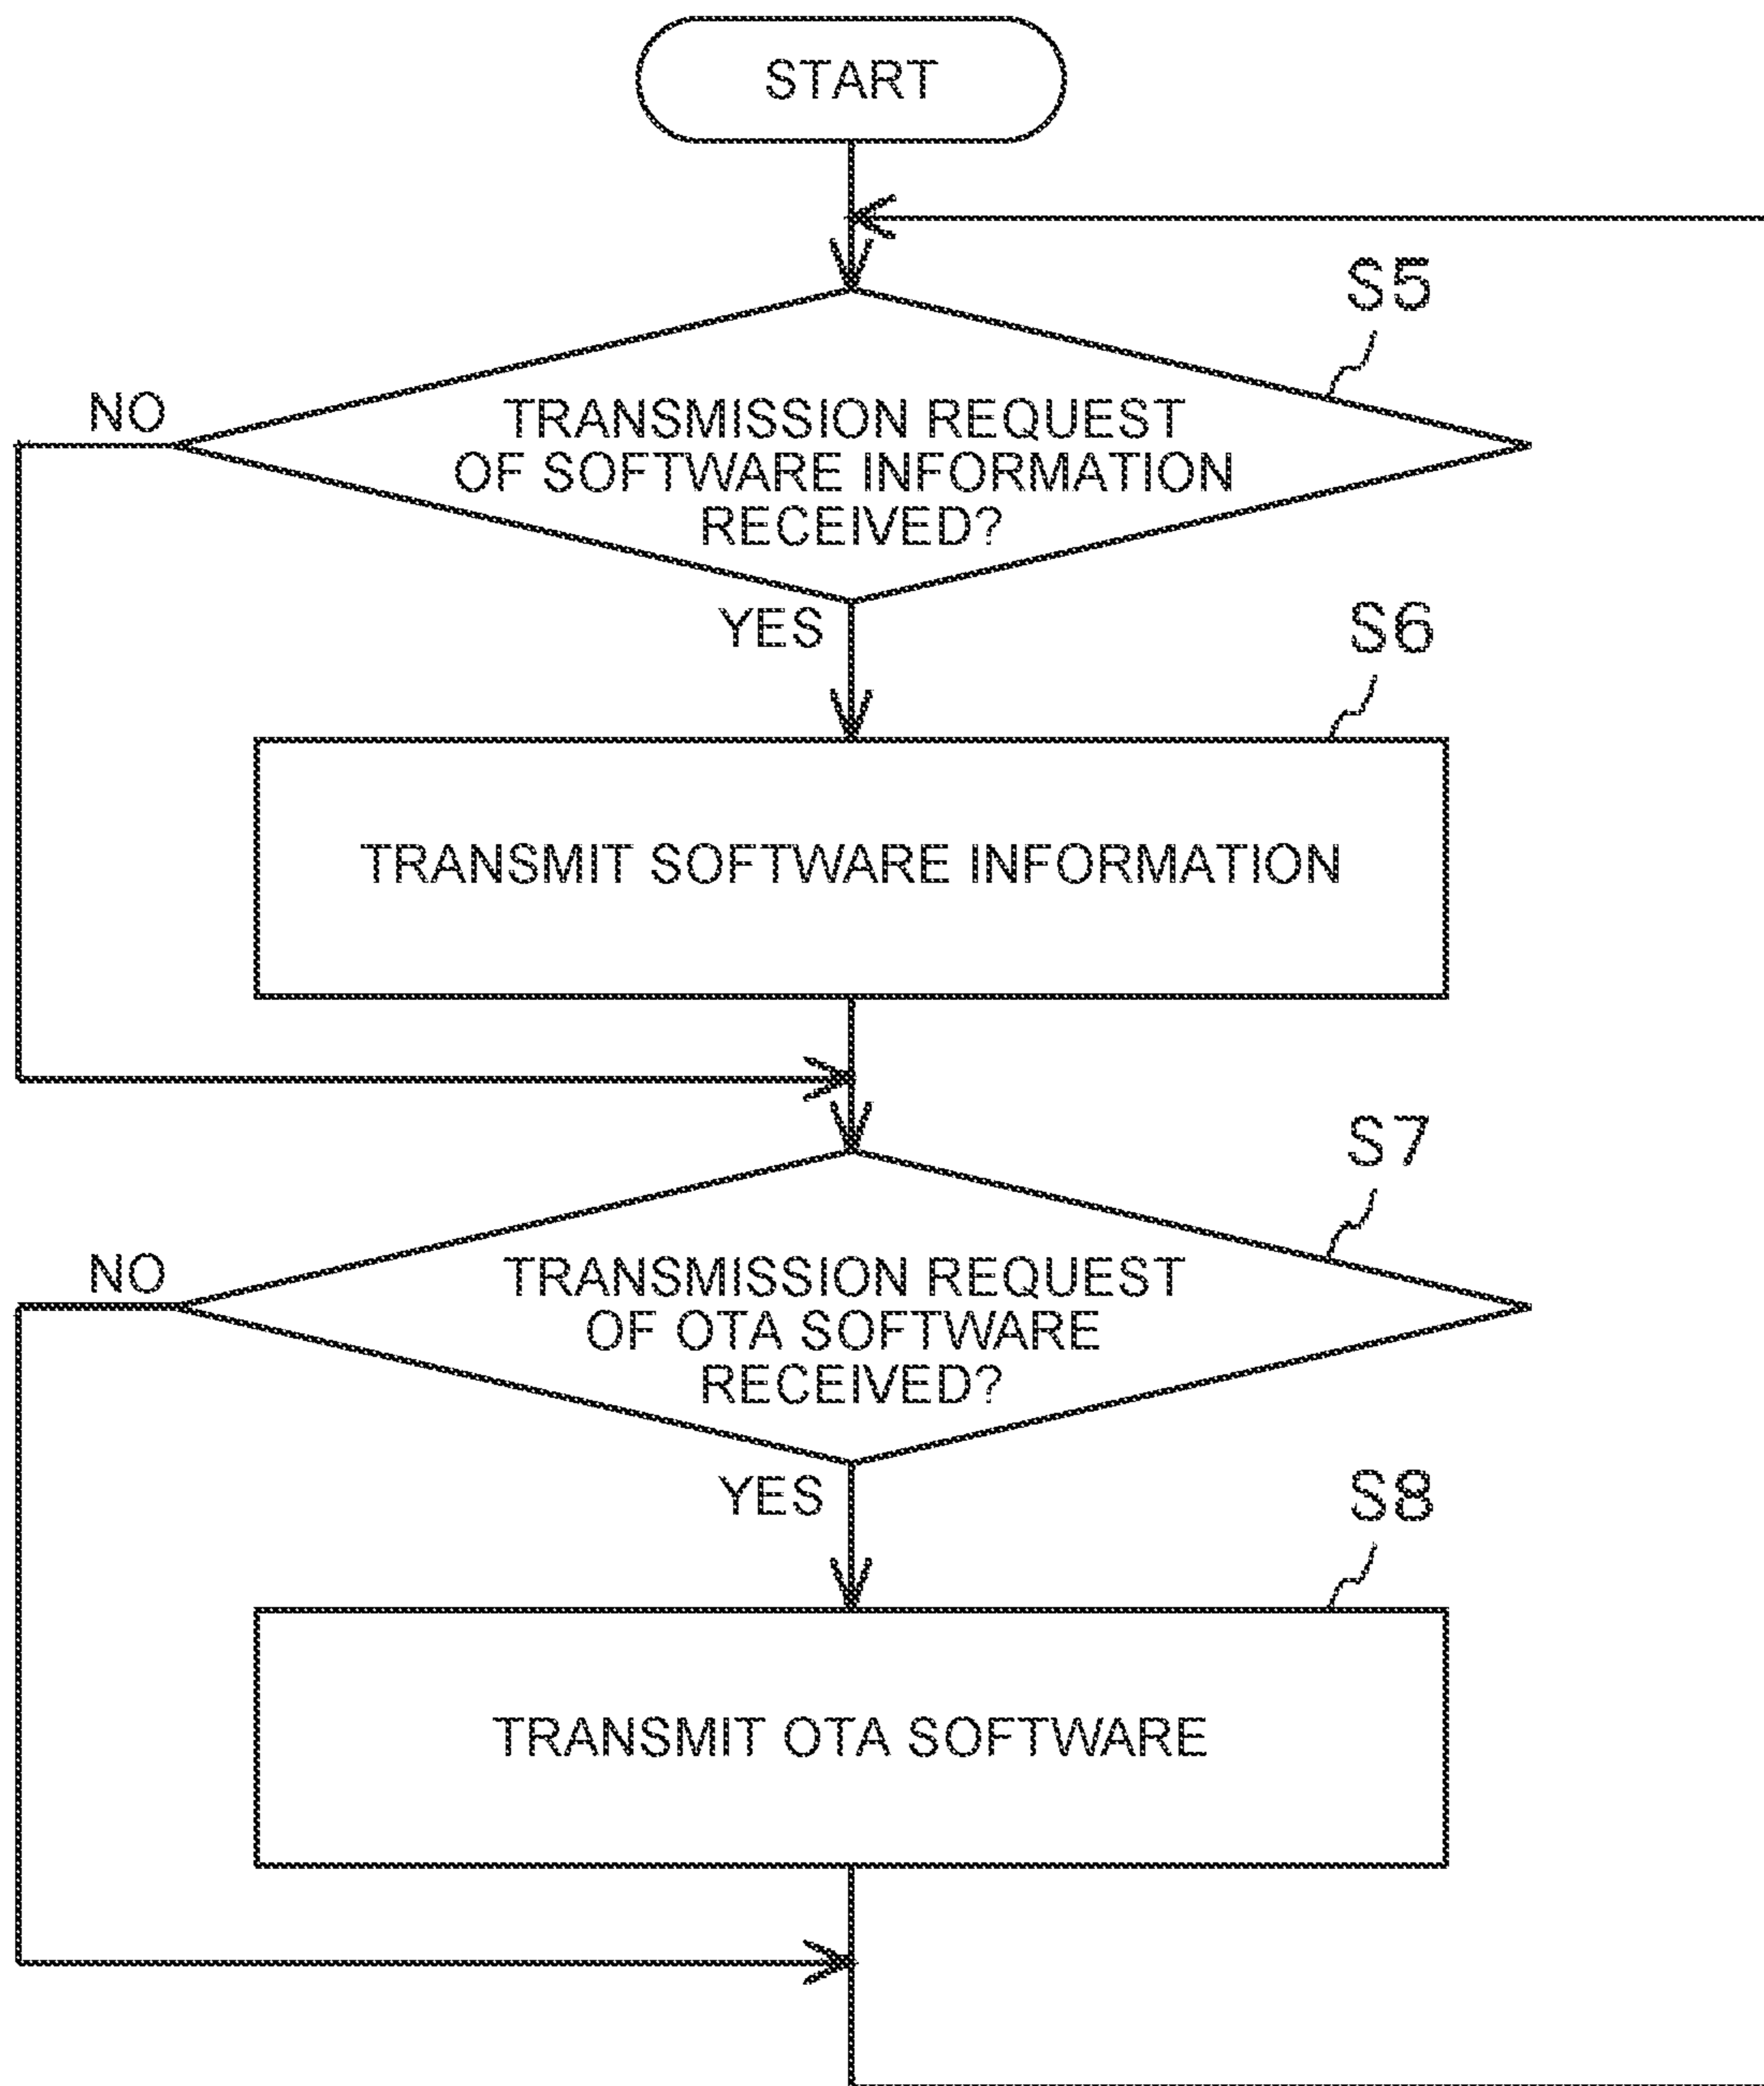 START
S5
NO
TRANSMISSION REQUEST
OF SOFTWARE INFORMATION
RECEIVED?
YES
S6
TRANSMIT SOFTWARE INFORMATION
S7
NO
TRANSMISSION REQUEST
OF OTA SOFTWARE
RECEIVED?
YES
S8
TRANSMIT OTA SOFTWARE